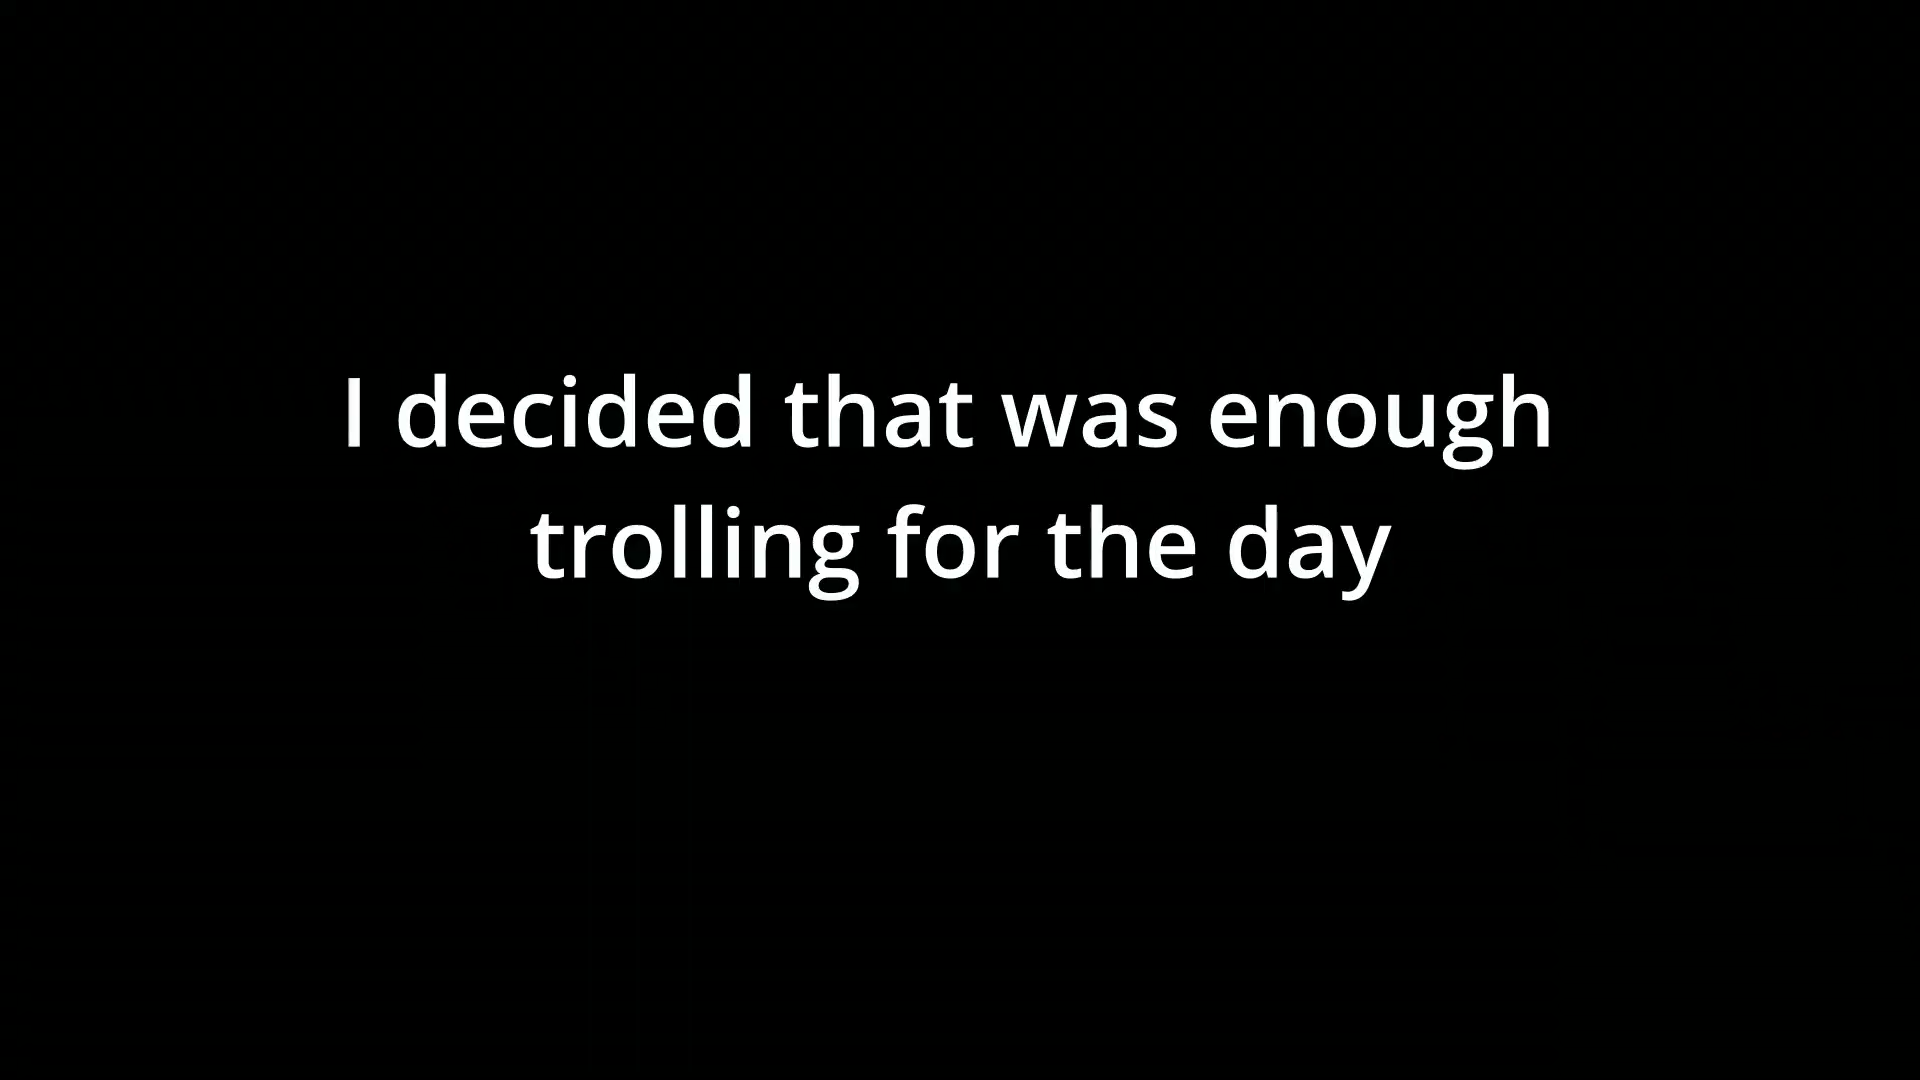 I decided that was enough
trolling for the day